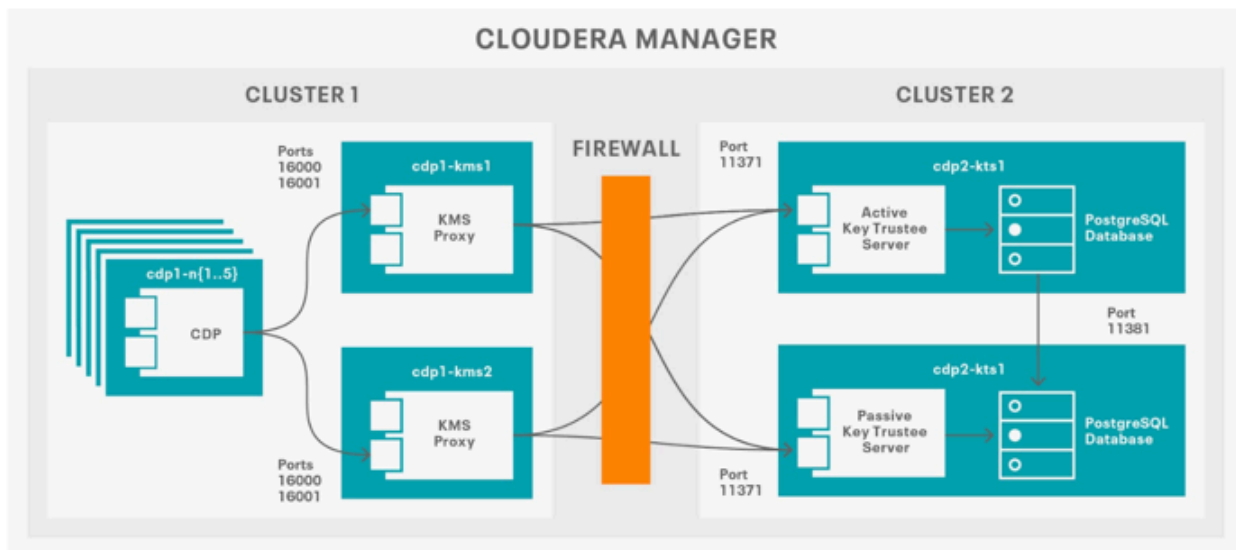 CLOUDERA MANAGER
CLUSTER 1
CLUSTER 2
Ports
16000
16001
cdp1-kms1
KMS
Proxy
FIREWALL
Port
11371
cdp2-kts1
Active
Key Trustee
Server
PostgreSQL
Database
cdp1-n{1..5}
CDP
Port
11381
cdp1-kms2
KMS
Proxy
Ports
16000
16001
cdp2-kts1
Passive
Key Trustee
Server
PostgreSQL
Database
Port
11371